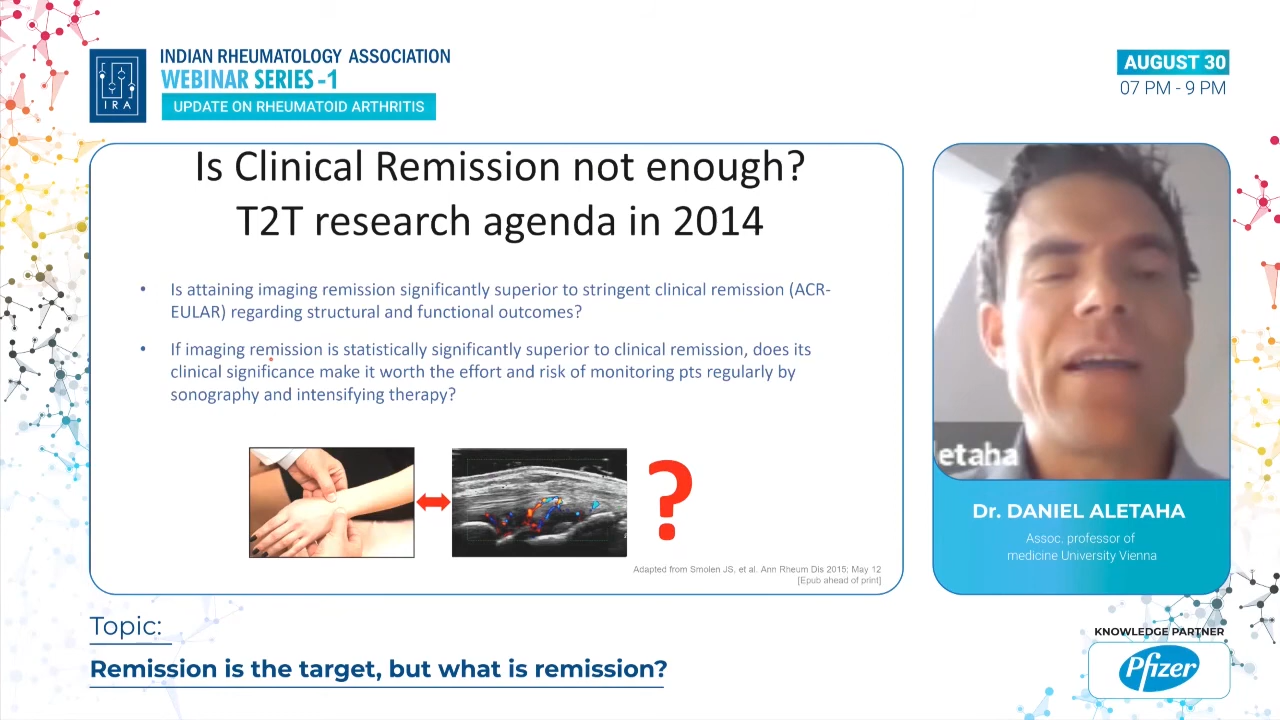 INDIAN RHEUMATOLOGY ASSOCIATION
WEBINAR SERIES -1
UPDATE ON RHEUMATOID ARTHRITIS
IRA
AUGUST 30
07 PM - 9 PM
Is Clinical Remission not enough?
T2T research agenda in 2014
• Is attaining imaging remission significantly superior to stringent clinical remission (ACR-
EULAR) regarding structural and functional outcomes?
• If imaging remission is statistically significantly superior to clinical remission, does its
clinical significance make it worth the effort and risk of monitoring pts regularly by
sonography and intensifying therapy?
?
Adapted from Smolen JS, et al. Ann Rheum Dis 2015; May 12
[Epub ahead of print]
letaha
Dr. DANIEL ALETAHA
Assoc. professor of
medicine University Vienna
Topic:
Remission is the target, but what is remission?
KNOWLEDGE PARTNER
Pfizer